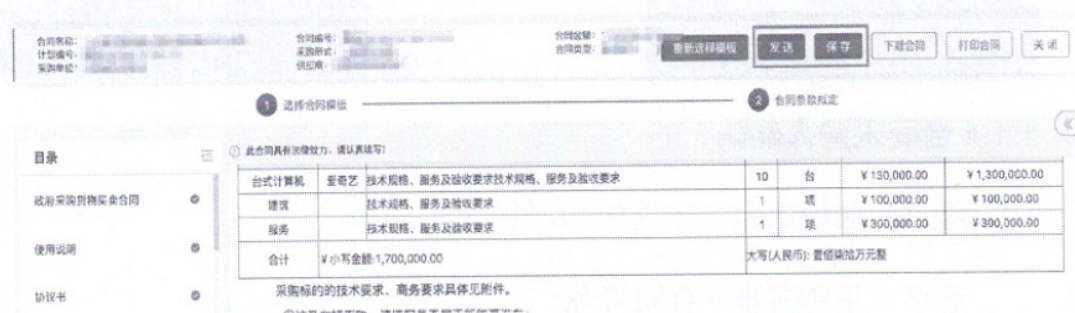 合同名称:
合同编号:
合同金额:
计划编号:
采购形式:
合同类型:
采购单位:
供应商:
重新选择模板 发送 保存 下载合同 打印合同 关闭
1 选择合同模板
2 合同条款拟定
目录
此合同具有法律效力，请认真填写!
台式计算机 爱奇艺 技术规格、服务及验收要求技术规格、服务及验收要求 10 台 ¥130,000.00 ¥1,300,000.00
政府采购货物买卖合同
建筑 技术规格、服务及验收要求 1 项 ¥100,000.00 ¥100,000.00
服务 技术规格、服务及验收要求 1 项 ¥300,000.00 ¥300,000.00
使用说明
合计 ¥小写金额:1,700,000.00 大写(人民币): 壹佰柒拾万元整
协议书
采购标的的技术要求、商务要求具体见附件。